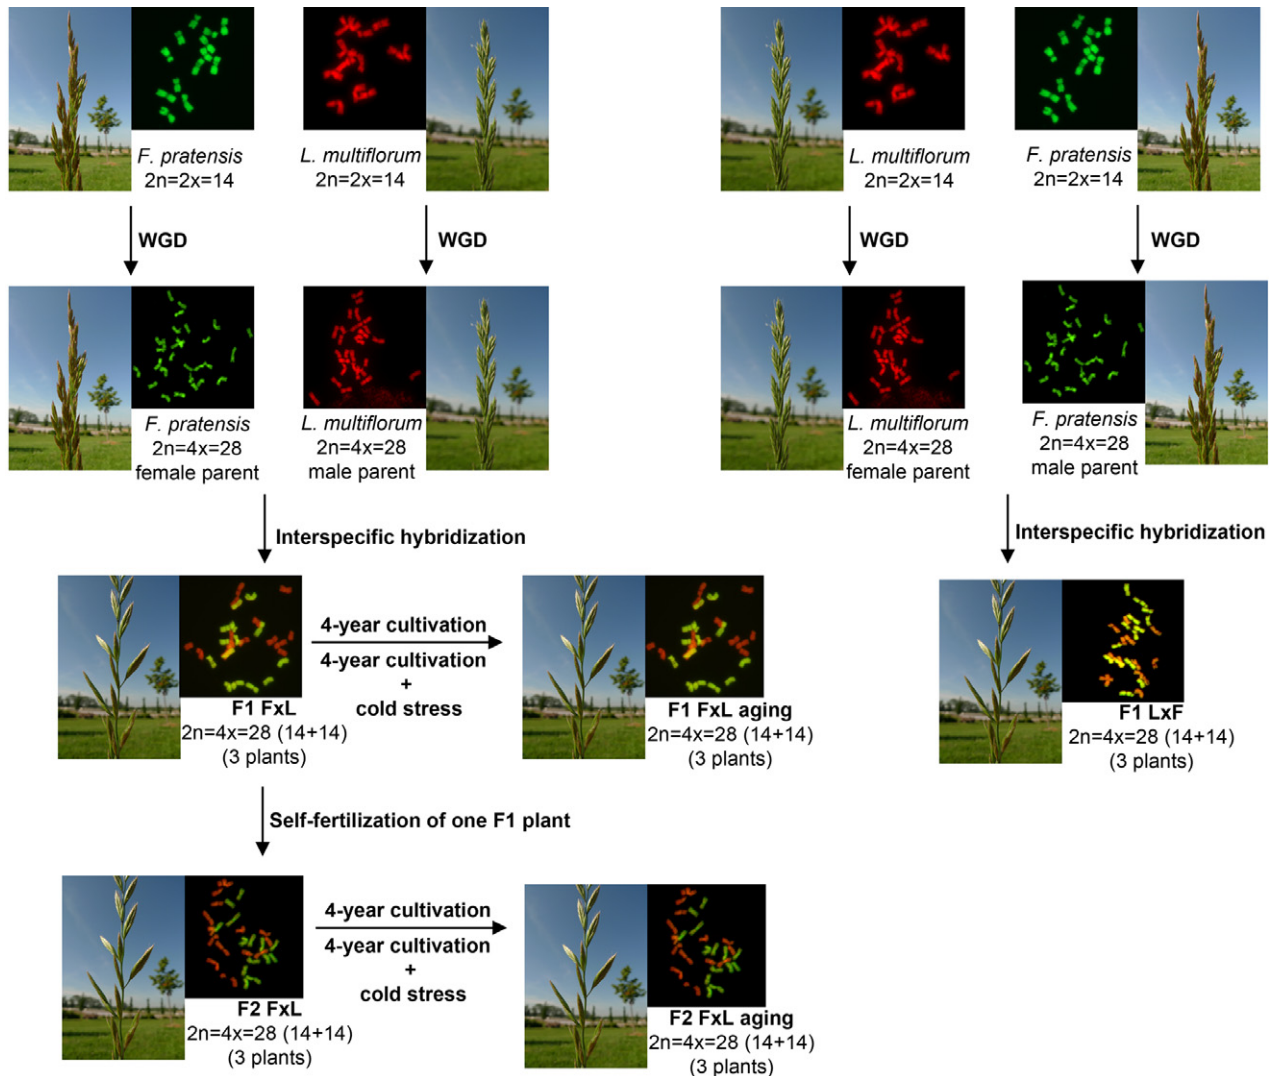 F. pratensis
2n=2x=14
L. multiflorum
2n=2x=14
L. multiflorum
2n=2x=14
F. pratensis
2n=2x=14
WGD
WGD
WGD
WGD
F. pratensis
2n=4x=28
female parent
L. multiflorum
2n=4x=28
male parent
L. multiflorum
2n=4x=28
female parent
F. pratensis
2n=4x=28
male parent
Interspecific hybridization
Interspecific hybridization
F1 FxL
2n=4x=28 (14+14)
(3 plants)
4-year cultivation
4-year cultivation
+
cold stress
F1 FxL aging
2n=4x=28 (14+14)
(3 plants)
F1 LxF
2n=4x=28 (14+14)
(3 plants)
Self-fertilization of one F1 plant
F2 FxL
2n=4x=28 (14+14)
(3 plants)
4-year cultivation
4-year cultivation
+
cold stress
F2 FxL aging
2n=4x=28 (14+14)
(3 plants)